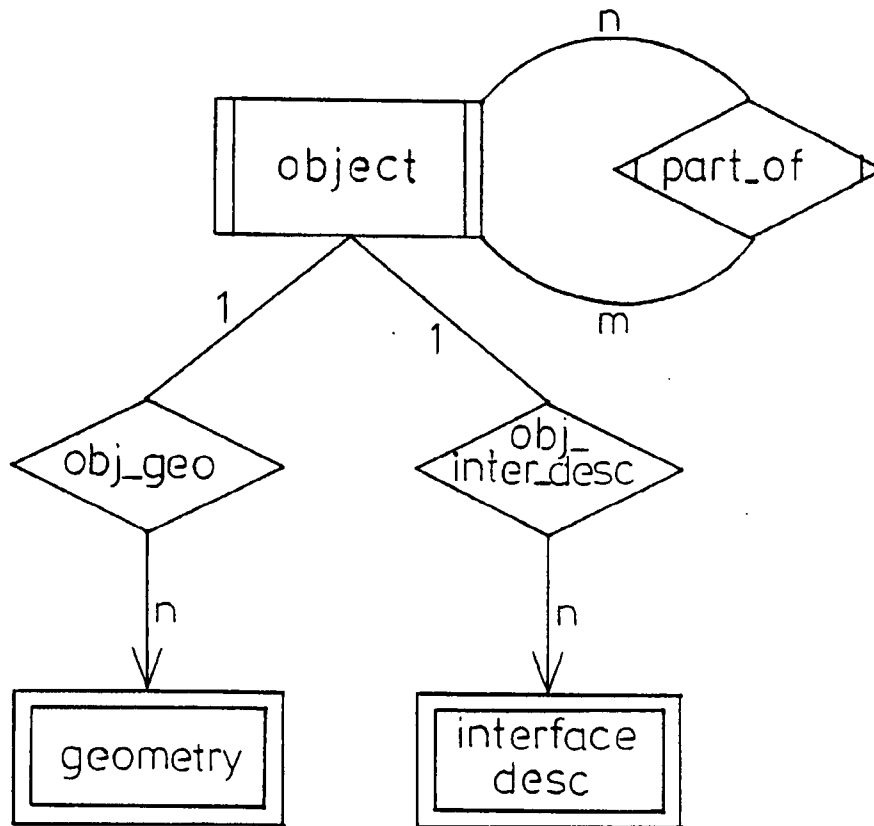 n
object
part_of
m
1
1
obj_geo
obj_
inter_desc
n
n
geometry
interface
desc